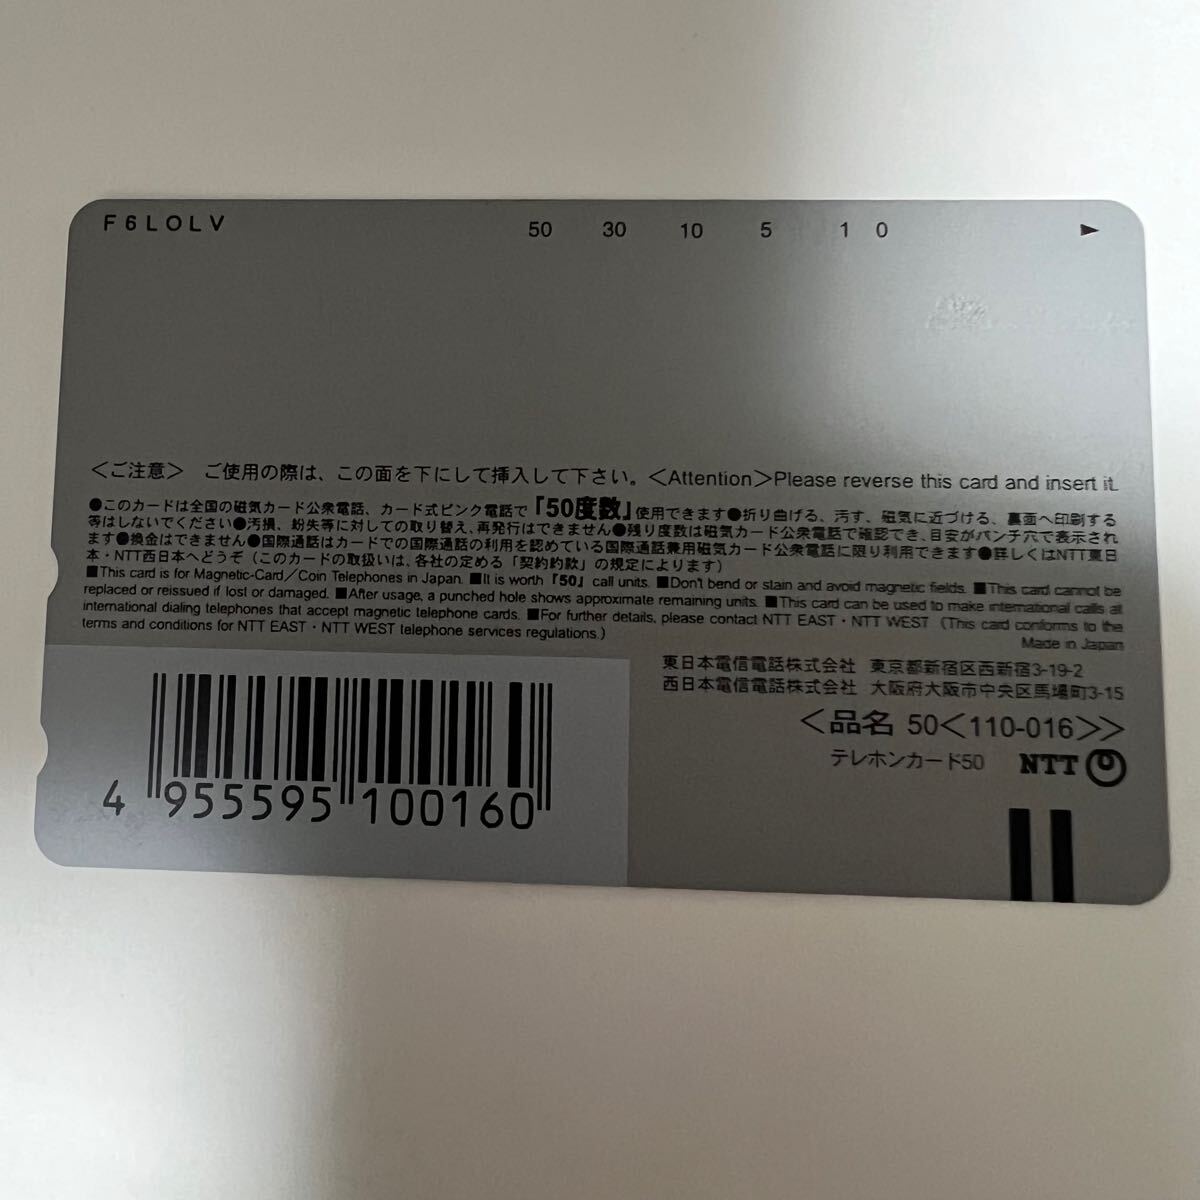 F6LOLV
50 30 10 5 1 0 ▶
＜ご注意＞ ご使用の際は、この面を下にして挿入して下さい。＜Attention＞Please reverse this card and insert it.
●このカードは全国の磁気カード公衆電話、カード式ピンク電話で「50度数」使用できます●折り曲げる、汚す、磁気に近づける、裏面へ印刷する
等はしないでください●汚損、紛失等に対しての取り替え、再発行はできません●残り度数は磁気カード公衆電話で確認でき、目安がパンチ穴で表示され
ます●換金はできません●国際通話はカードでの国際通話の利用を認めている国際通話兼用磁気カード公衆電話に限り利用できます●詳しくはNTT東日
本・NTT西日本へどうぞ（このカードの取扱いは、各社の定める「契約約款」の規定によります）
■This card is for Magnetic-Card／Coin Telephones in Japan. ■It is worth「50」call units. ■Don't bend or stain and avoid magnetic fields. ■This card cannot be
replaced or reissued if lost or damaged. ■After usage, a punched hole shows approximate remaining units. ■This card can be used to make international calls at
international dialing telephones that accept magnetic telephone cards. ■For further details, please contact NTT EAST・NTT WEST（This card conforms to the
terms and conditions for NTT EAST・NTT WEST telephone services regulations.）
Made in Japan
東日本電信電話株式会社 東京都新宿区西新宿3-19-2
西日本電信電話株式会社 大阪府大阪市中央区馬場町3-15
＜品名 50＜110-016＞＞
テレホンカード50 NTT
4 955595 100160